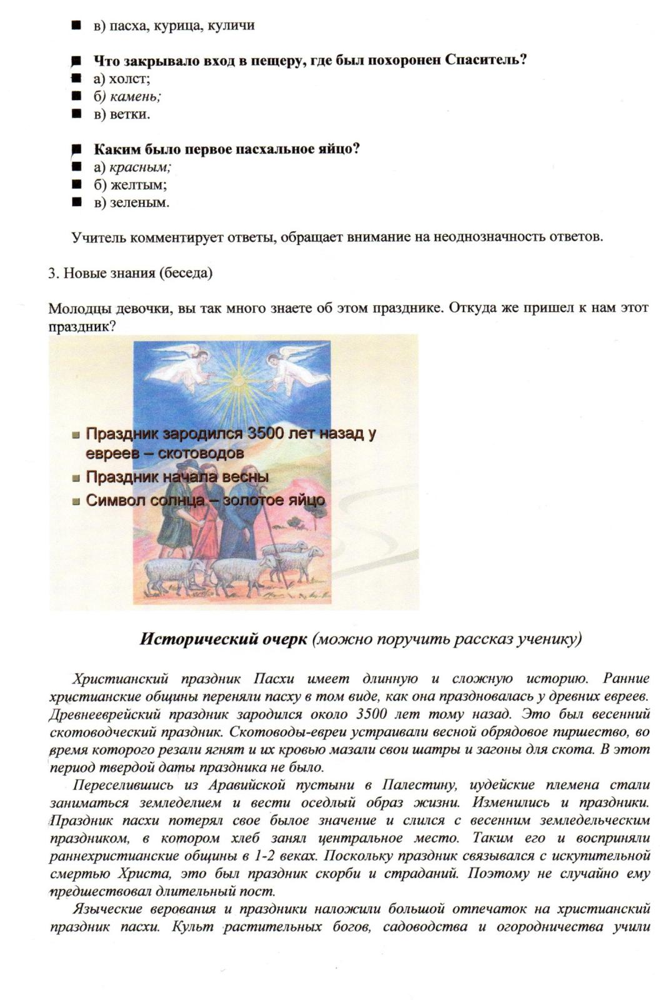 в) пасха, курица, куличи
Что закрывало вход в пещеру, где был похоронен Спаситель?
а) холст;
б) камень;
в) ветки.
Каким было первое пасхальное яйцо?
а) красным;
б) желтым;
в) зеленым.
Учитель комментирует ответы, обращает внимание на неоднозначность ответов.
3. Новые знания (беседа)
Молодцы девочки, вы так много знаете об этом празднике. Откуда же пришел к нам этот
праздник?
Праздник зародился 3500 лет назад у
евреев – скотоводов
Праздник начала весны
Символ солнца – золотое яйцо
Исторический очерк (можно поручить рассказ ученику)
Христианский праздник Пасхи имеет длинную и сложную историю. Ранние
христианские общины переняли пасху в том виде, как она праздновалась у древних евреев.
Древнееврейский праздник зародился около 3500 лет тому назад. Это был весенний
скотоводческий праздник. Скотоводы-евреи устраивали весной обрядовое пиршество, во
время которого резали ягнят и их кровью мазали свои шатры и загоны для скота. В этот
период твердой даты праздника не было.
Переселившись из Аравийской пустыни в Палестину, иудейские племена стали
заниматься земледелием и вести оседлый образ жизни. Изменились и праздники.
Праздник пасхи потерял свое былое значение и слился с весенним земледельческим
праздником, в котором хлеб занял центральное место. Таким его и восприняли
раннехристианские общины в 1-2 веках. Поскольку праздник связывался с искупительной
смертью Христа, это был праздник скорби и страданий. Поэтому не случайно ему
предшествовал длительный пост.
Языческие верования и праздники наложили большой отпечаток на христианский
праздник пасхи. Культ растительных богов, садоводства и огородничества учили